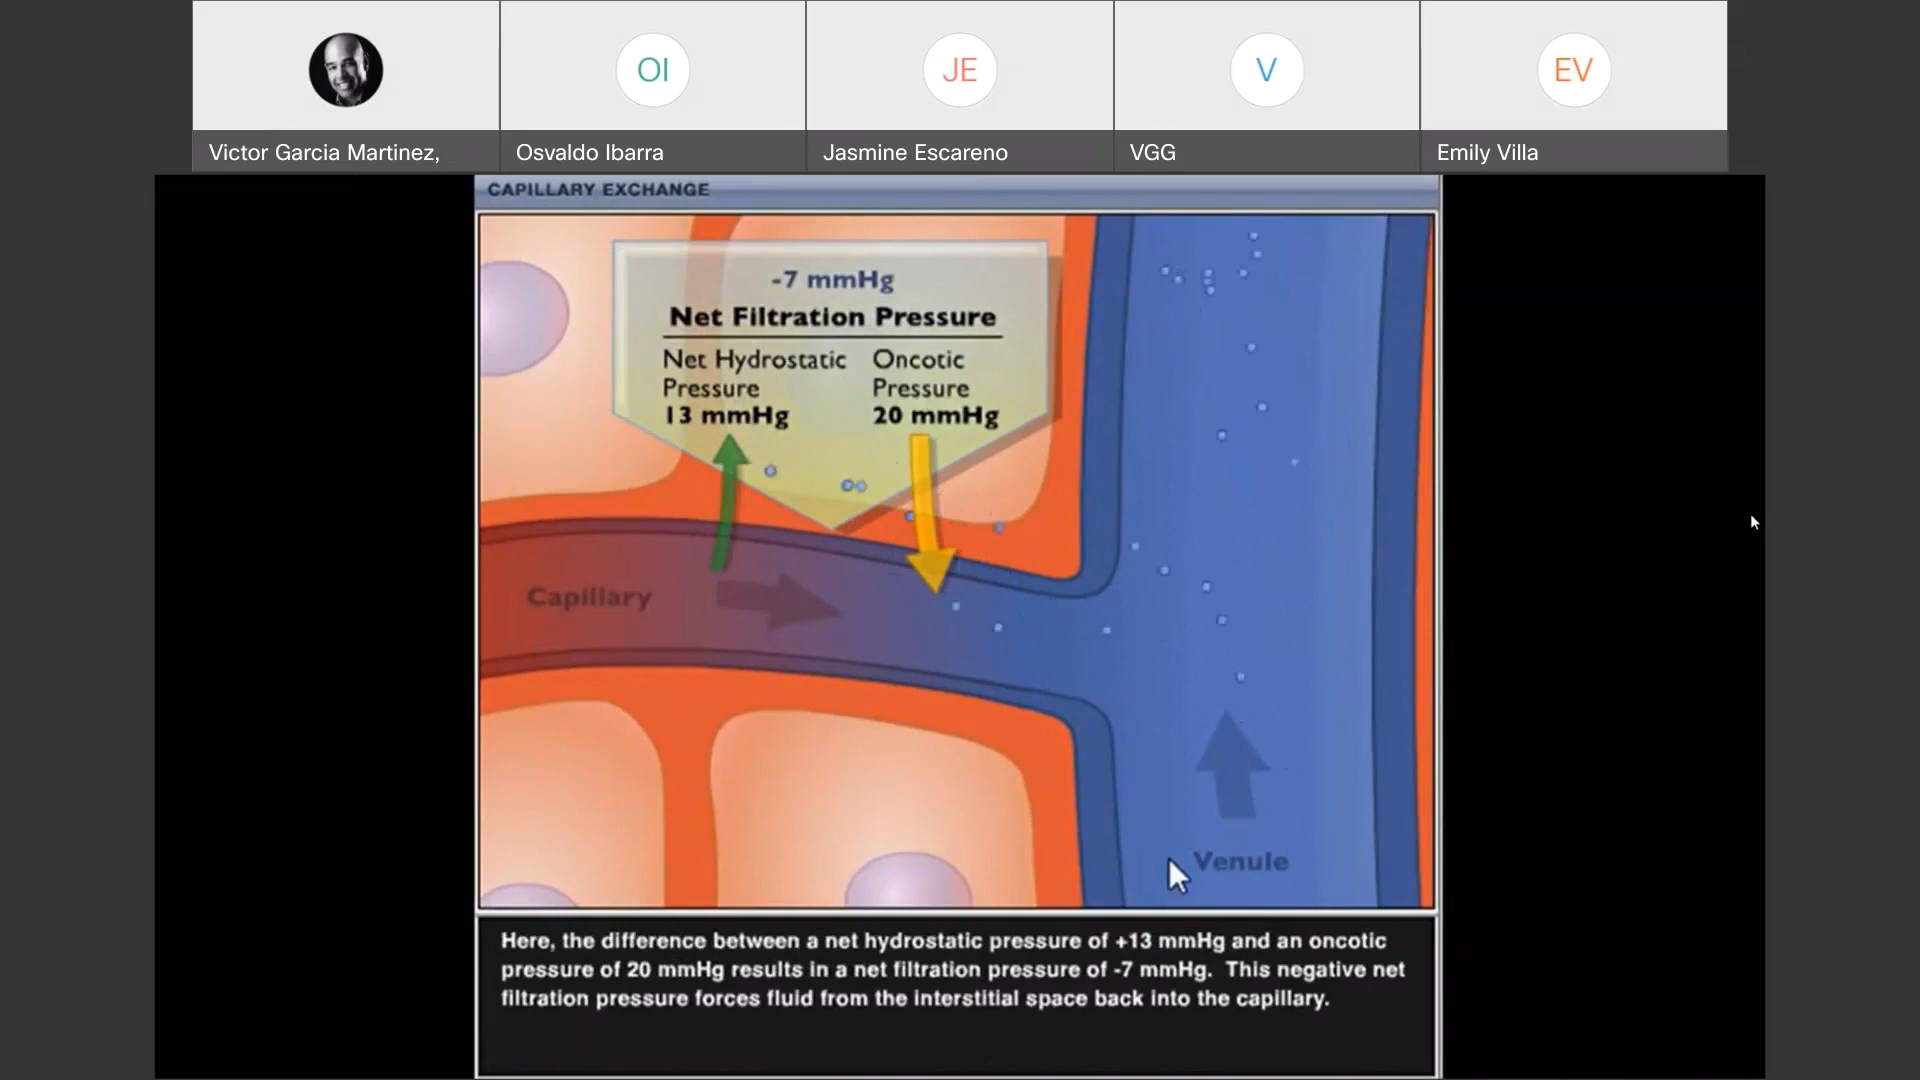 OI
JE
V
EV
Victor Garcia Martinez,
Osvaldo Ibarra
Jasmine Escareno
VGG
Emily Villa
CAPILLARY EXCHANGE
-7 mmHg
Net Filtration Pressure
Net Hydrostatic
Pressure
13 mmHg
Oncotic
Pressure
20 mmHg
Capillary
Venule
Here, the difference between a net hydrostatic pressure of +13 mmHg and an oncotic
pressure of 20 mmHg results in a net filtration pressure of -7 mmHg. This negative net
filtration pressure forces fluid from the interstitial space back into the capillary.